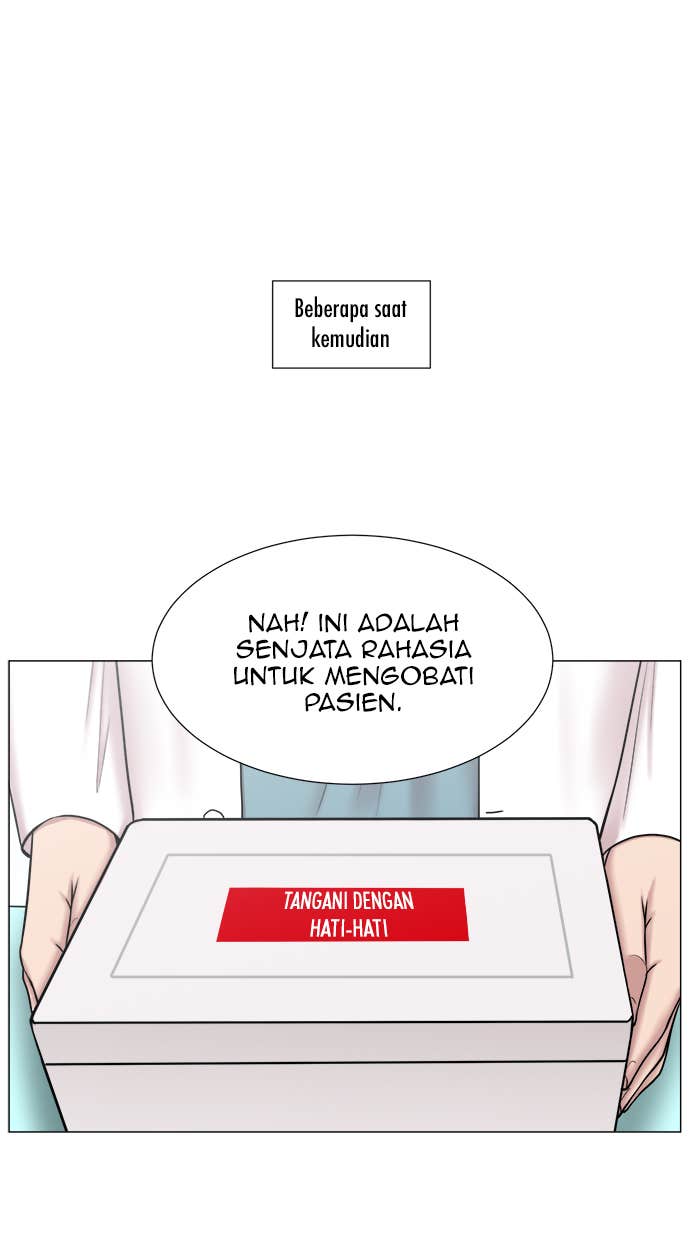 Beberapa saat
kemudian
NAH! INI ADALAH
SENJATA RAHASIA
UNTUK MENGOBATI
PASIEN.
TANGANI DENGAN
HATI-HATI